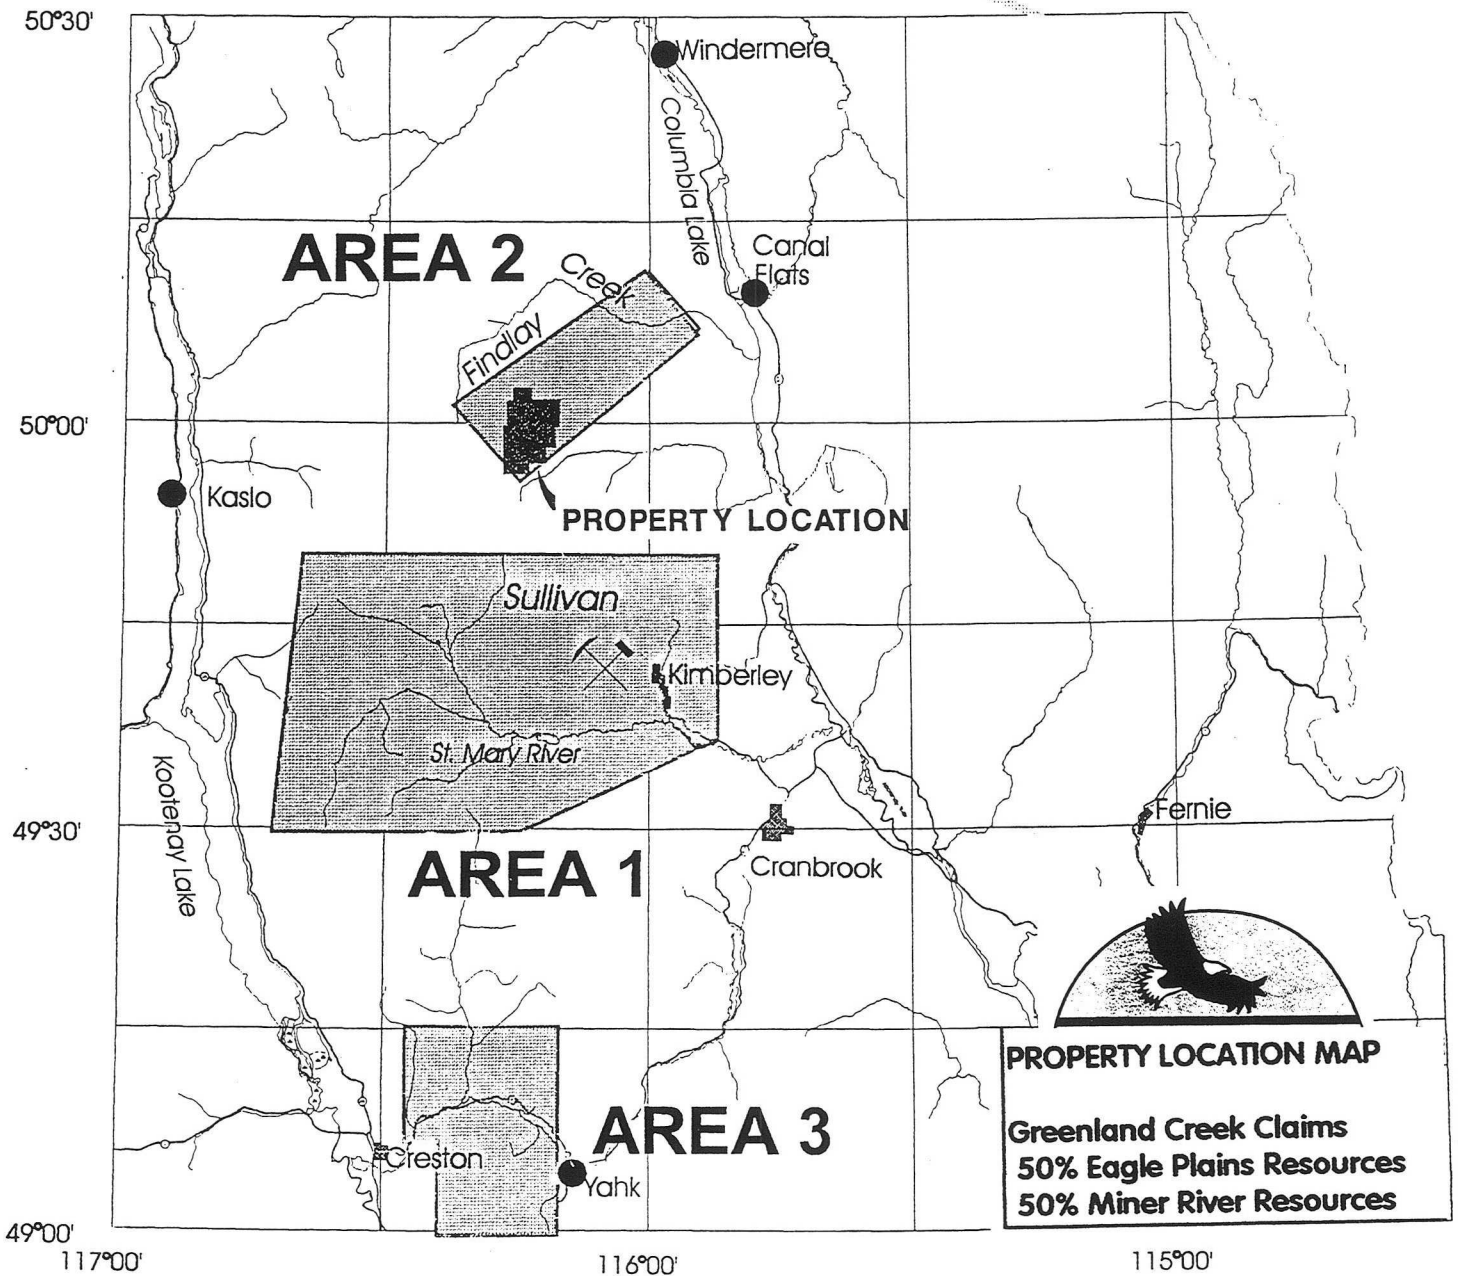 50°30'
Windermere
Columbia Lake
AREA 2
Canal
Flats
Findlay Creek
50°00'
Kaslo
PROPERTY LOCATION
Sullivan
Kimberley
St. Mary River
Kootenay Lake
49°30'
Fernie
AREA 1
Cranbrook
PROPERTY LOCATION MAP
AREA 3
Greenland Creek Claims
Creston
50% Eagle Plains Resources
Yahk
50% Miner River Resources
49°00'
117°00'
116°00'
115°00'